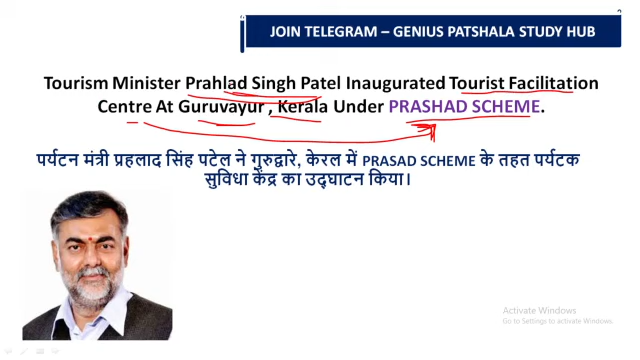 JOIN TELEGRAM – GENIUS PATSHALA STUDY HUB
Tourism Minister Prahlad Singh Patel Inaugurated Tourist Facilitation
Centre At Guruvayur , Kerala Under PRASHAD SCHEME.
पर्यटन मंत्री प्रहलाद सिंह पटेल ने गुरुद्वारे, केरल में PRASAD SCHEME के तहत पर्यटक
सुविधा केंद्र का उद्घाटन किया।
Activate Windows
Go to Settings to activate Windows.